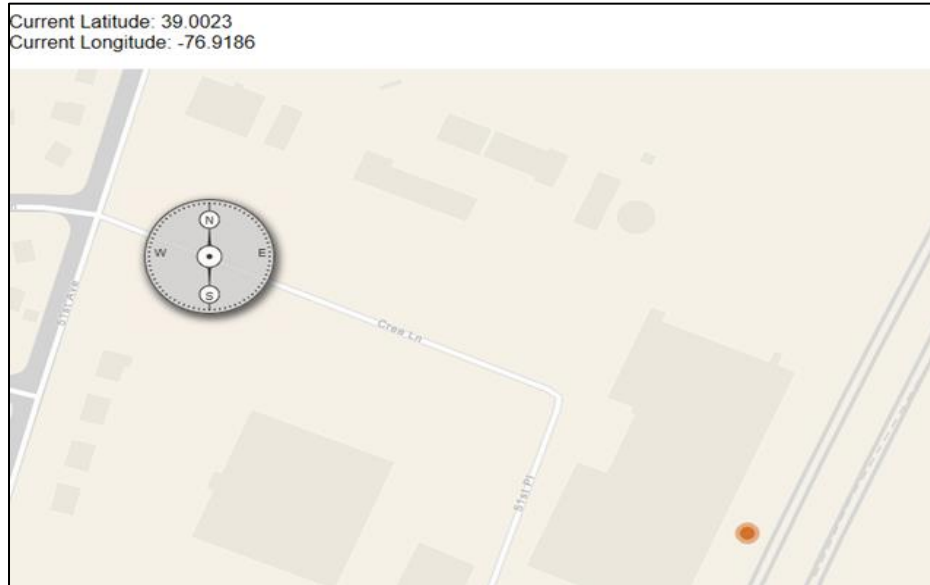 Current Latitude: 39.0023
Current Longitude: -76.9186
N
W
E
S
51st Ave
Cree Ln
51st Pl